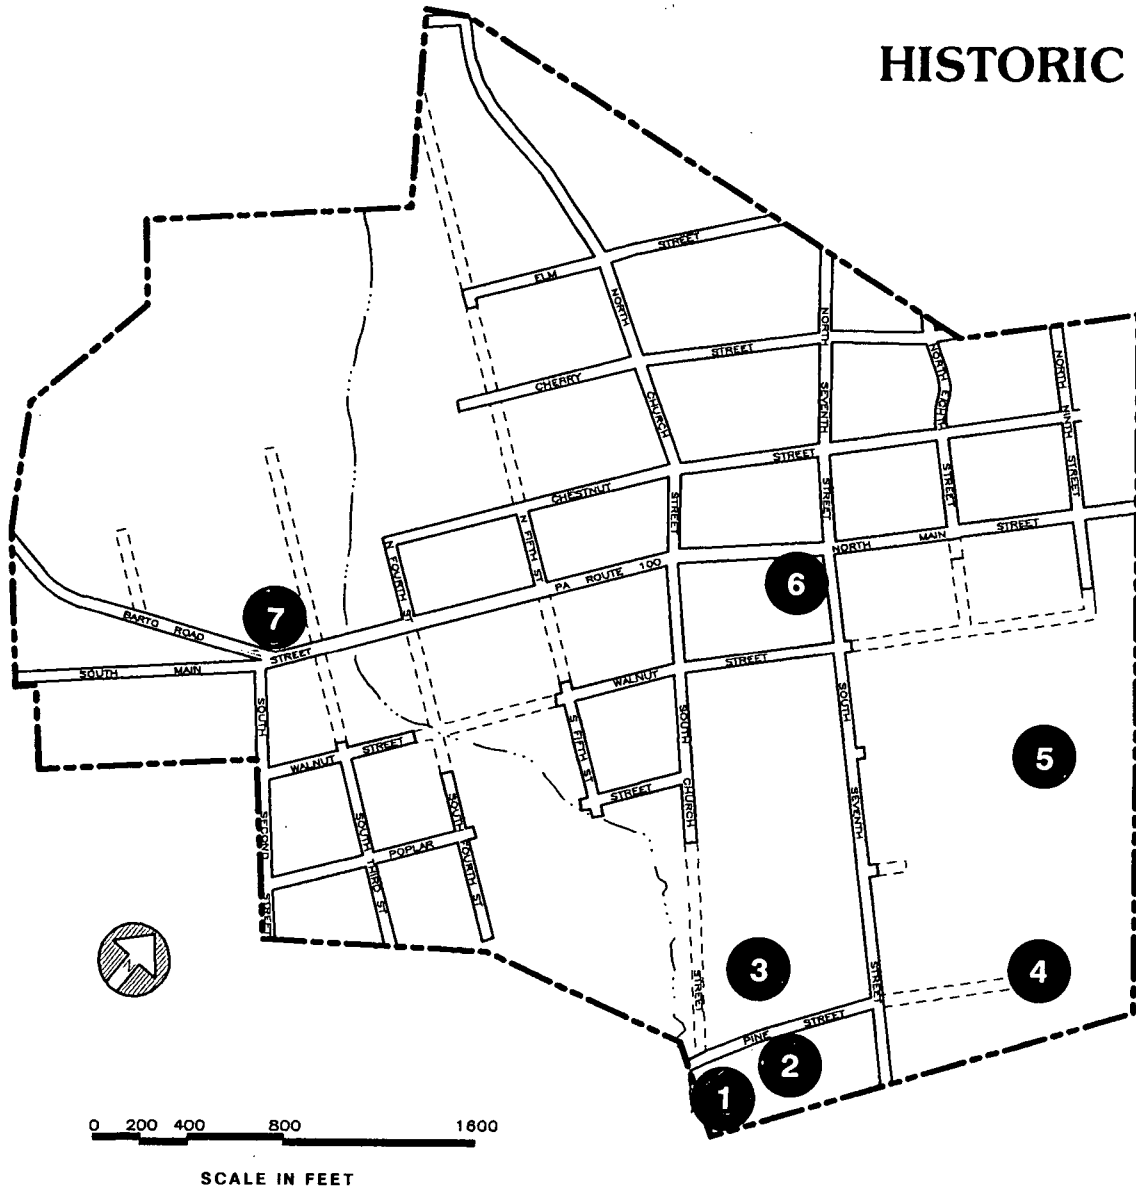 HISTORIC
ELM
STREET
NORTH
CHERRY
STREET
NORTH
NORTH EIGHTH
NORTH NINTH
CHURCH
SEVENTH
STREET
CHESTNUT
STREET
STREET
STREET
STREET
N FOURTH ST
N FIFTH ST
NORTH MAIN STREET
PA ROUTE 100
6
7
BARTO ROAD
STREET
SOUTH MAIN
WALNUT STREET
SOUTH
SOUTH
SOUTH
S FIFTH ST
WALNUT STREET
STREET
CHURCH
5
SEVENTH
SECOND
SOUTH THIRD ST
SOUTH FOURTH ST
POPLAR
STREET
N
3
4
STREET
STREET
PINE STREET
2
1
0 200 400 800 1600
SCALE IN FEET